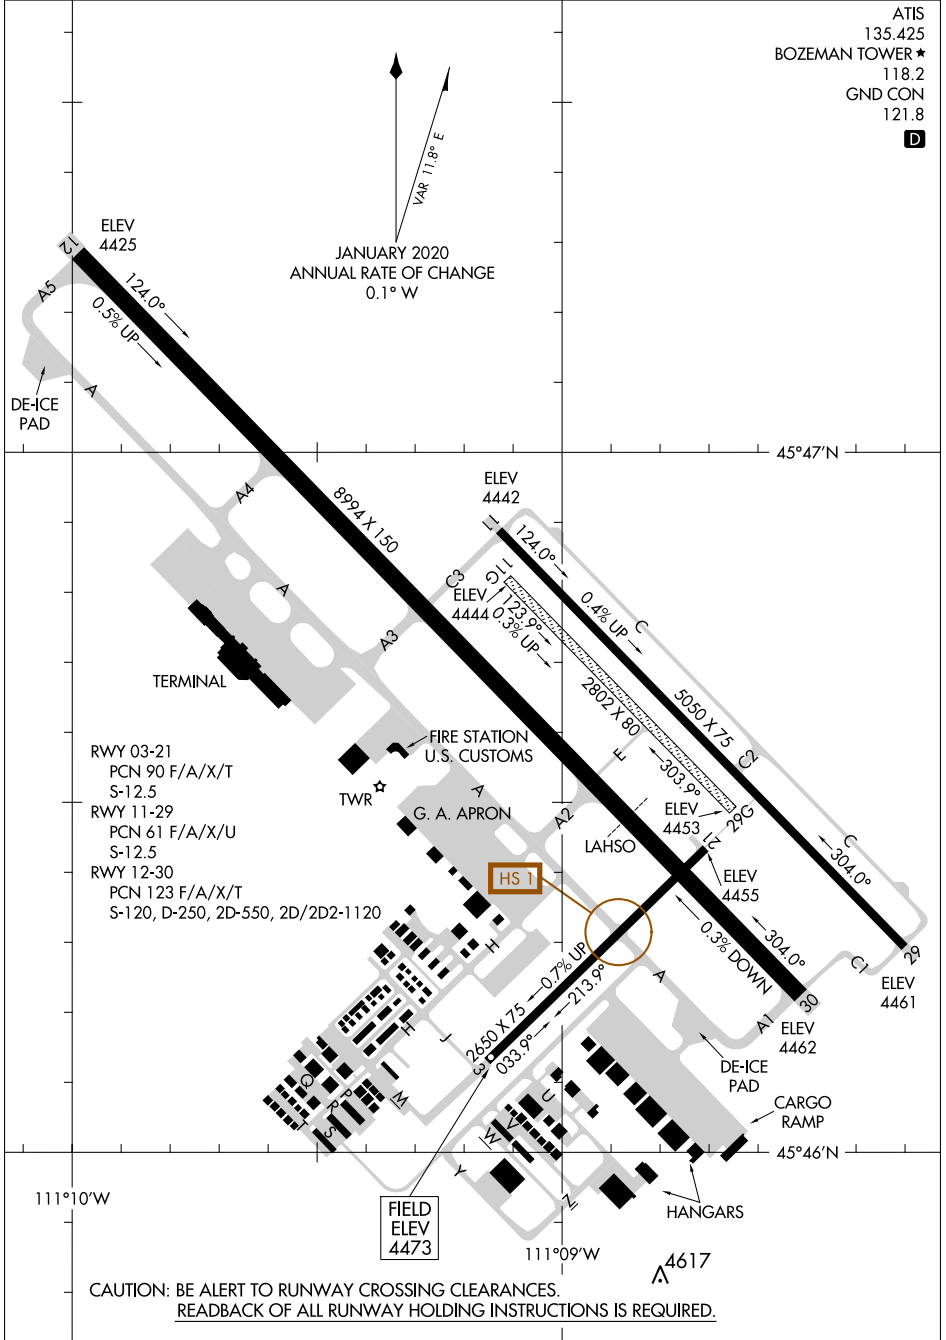 ATIS
135.425
BOZEMAN TOWER ★
118.2
GND CON
121.8
D
VAR 11.8° E
JANUARY 2020
ANNUAL RATE OF CHANGE
0.1° W
12
ELEV
4425
A5
124.0°
0.5% UP
DE-ICE
PAD
A
45°47'N
A4
8994 X 150
ELEV
4442
11
124.0°
C3
11G
ELEV
4444
123.9°
0.3% UP
0.4% UP
C
A
A3
TERMINAL
2802 X 80
5050 X 75
C2
FIRE STATION
U.S. CUSTOMS
E
303.9°
RWY 03-21
PCN 90 F/A/X/T
S-12.5
RWY 11-29
PCN 61 F/A/X/U
S-12.5
RWY 12-30
PCN 123 F/A/X/T
S-120, D-250, 2D-550, 2D/2D2-1120
TWR
A
G. A. APRON
A2
ELEV
4453
29G
LAHSO
21
C
304.0°
HS 1
ELEV
4455
H
0.7% UP
213.9°
A
0.3% DOWN
304.0°
C1
29
ELEV
4461
30
A1
ELEV
4462
H
J
2650 X 75
033.9°
3
DE-ICE
PAD
Q
P
R
S
T
W
U
V
W
CARGO
RAMP
45°46'N
Y
Z
HANGARS
111°10'W
FIELD
ELEV
4473
111°09'W
4617
CAUTION: BE ALERT TO RUNWAY CROSSING CLEARANCES.
READBACK OF ALL RUNWAY HOLDING INSTRUCTIONS IS REQUIRED.